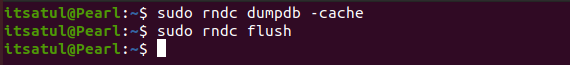 itsatul@Pearl:~$ sudo rndc dumpdb -cache
itsatul@Pearl:~$ sudo rndc flush
itsatul@Pearl:~$